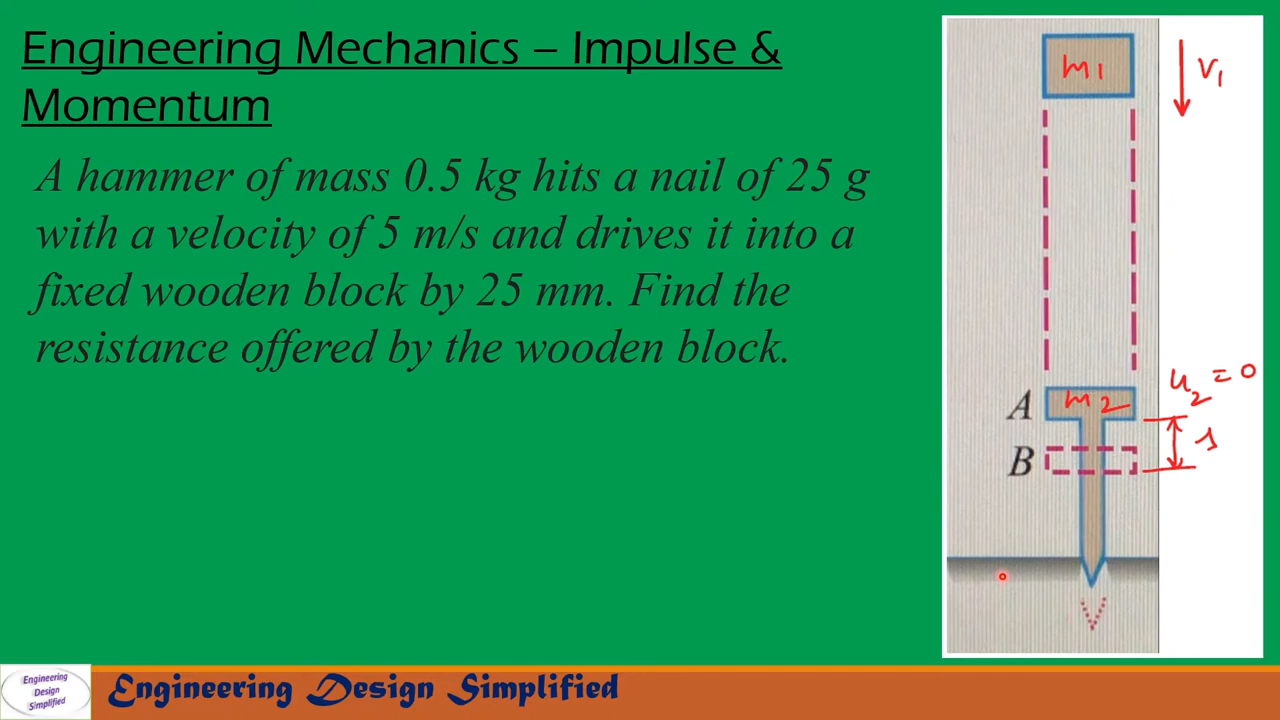 Engineering Mechanics – Impulse &
Momentum
A hammer of mass 0.5 kg hits a nail of 25 g
with a velocity of 5 m/s and drives it into a
fixed wooden block by 25 mm. Find the
resistance offered by the wooden block.
m1
v1
A
m2
u2 = 0
s
B
Engineering
Design
Simplified
Engineering Design Simplified